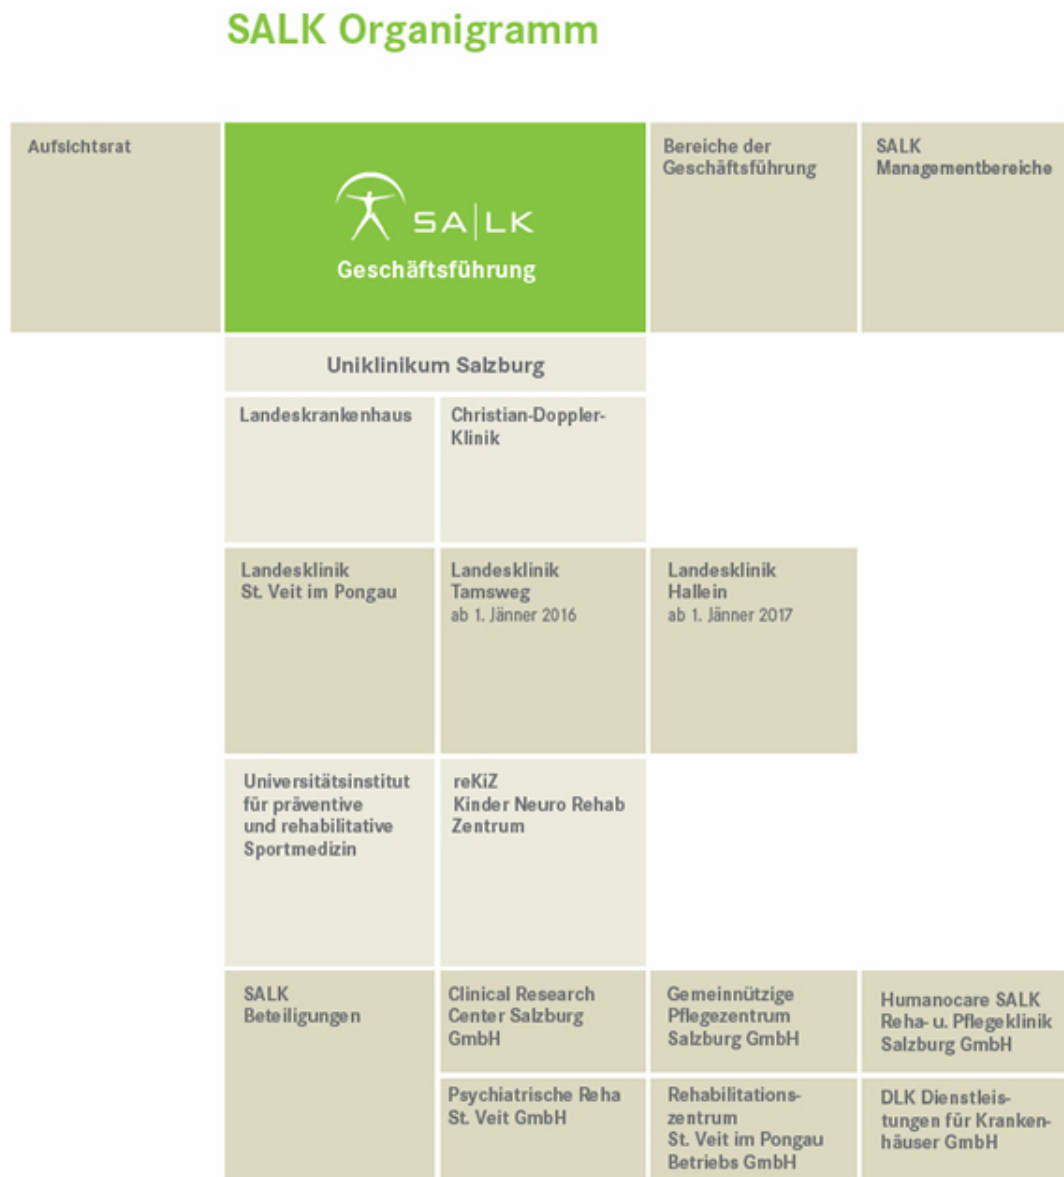 SALK Organigramm
Aufsichtsrat
SA|LK
Geschäftsführung
Bereiche der
Geschäftsführung
SALK
Managementbereiche
Uniklinikum Salzburg
Landeskrankenhaus
Christian-Doppler-
Klinik
Landesklinik
St. Veit im Pongau
Landesklinik
Tamsweg
ab 1. Jänner 2016
Landesklinik
Hallein
ab 1. Jänner 2017
Universitätsinstitut
für präventive
und rehabilitative
Sportmedizin
reKiZ
Kinder Neuro Rehab
Zentrum
SALK
Beteiligungen
Clinical Research
Center Salzburg
GmbH
Gemeinnützige
Pflegezentrum
Salzburg GmbH
Humanocare SALK
Reha- u. Pflegeklinik
Salzburg GmbH
Psychiatrische Reha
St. Veit GmbH
Rehabilitations-
zentrum
St. Veit im Pongau
Betriebs GmbH
DLK Dienstleis-
tungen für Kranken-
häuser GmbH